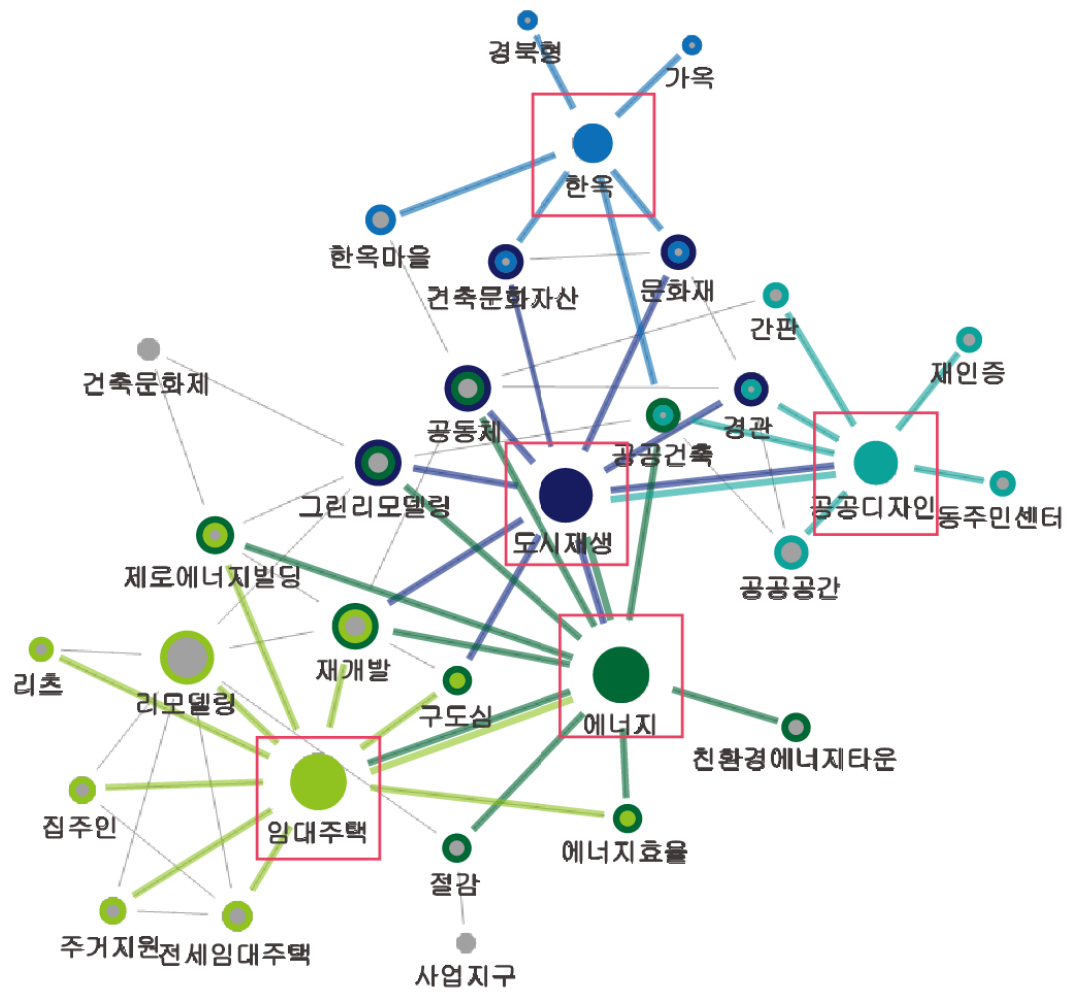 경북형
가옥
한옥
한옥마을
건축문화자산
문화재
간판
건축문화제
재인증
공동체
경관
공공건축
그린리모델링
공공디자인
동주민센터
도시재생
제로에너지빌딩
공공공간
재개발
리츠
리모델링
구도심
에너지
친환경에너지타운
집주인
임대주택
에너지효율
절감
주거지원
전세임대주택
사업지구